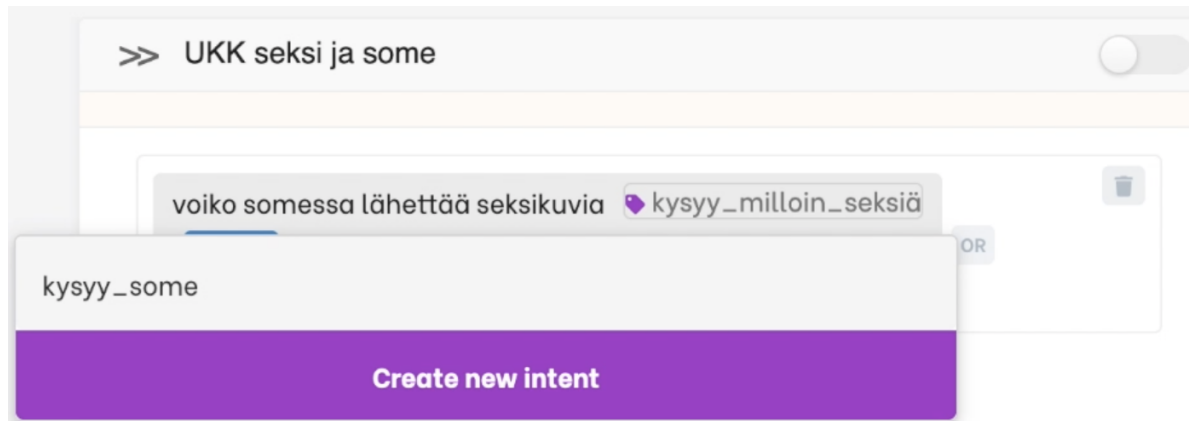 >> UKK seksi ja some
voiko somessa lähettää seksikuvia kysyy_milloin_seksiä
OR
kysyy_some
Create new intent